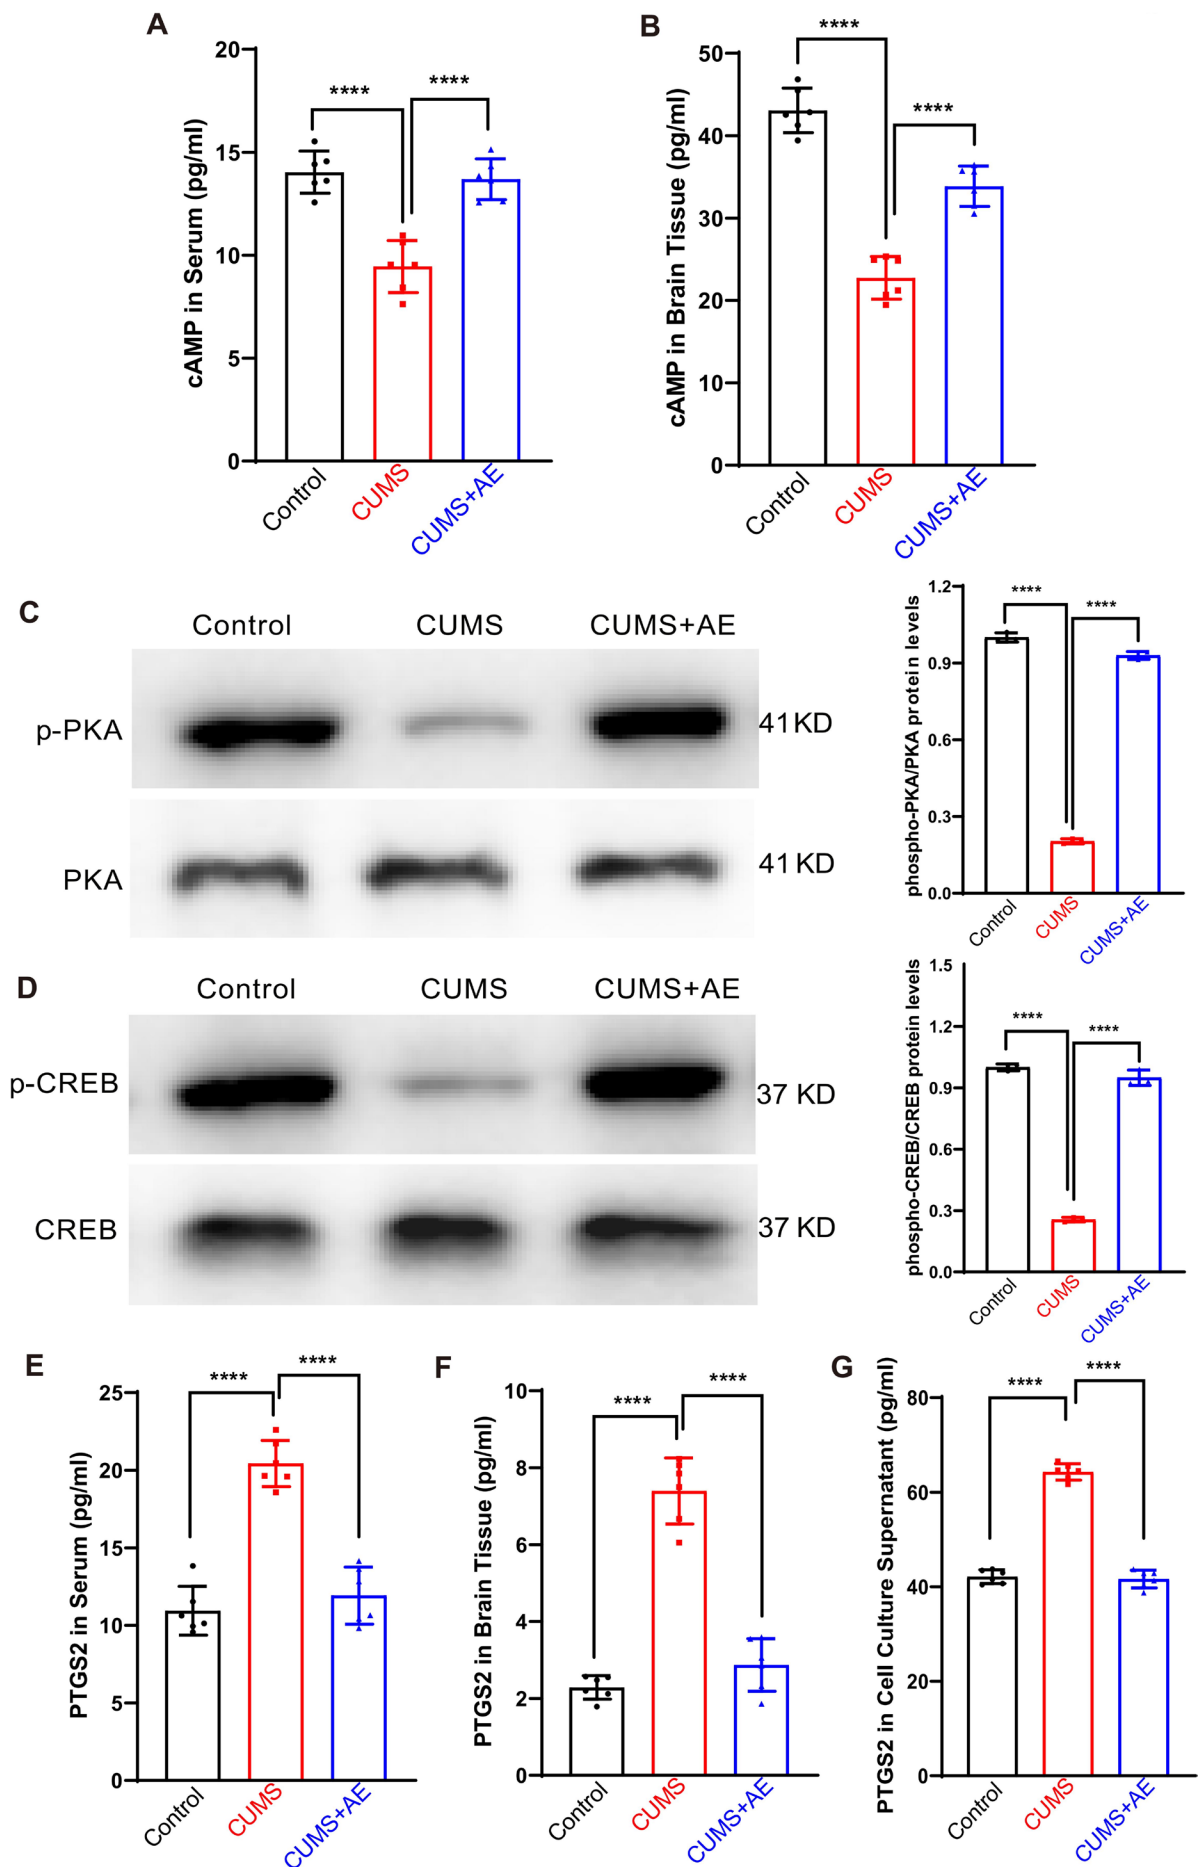 A
cAMP in Serum (pg/ml)
20
15
10
5
0
****
****
Control
CUMS
CUMS+AE
B
cAMP in Brain Tissue (pg/ml)
50
40
30
20
10
0
****
****
Control
CUMS
CUMS+AE
C
Control CUMS CUMS+AE
p-PKA 41KD
PKA 41 KD
phospho-PKA/PKA protein levels
1.2
0.9
0.6
0.3
0.0
****
****
Control
CUMS
CUMS+AE
D
Control CUMS CUMS+AE
p-CREB 37 KD
CREB 37 KD
phospho-CREB/CREB protein levels
1.5
1.2
0.9
0.6
0.3
0.0
****
****
Control
CUMS
CUMS+AE
E
PTGS2 in Serum (pg/ml)
25
20
15
10
5
0
****
****
Control
CUMS
CUMS+AE
F
PTGS2 in Brain Tissue (pg/ml)
10
8
6
4
2
0
****
****
Control
CUMS
CUMS+AE
G
PTGS2 in Cell Culture Supernatant (pg/ml)
80
60
40
20
0
****
****
Control
CUMS
CUMS+AE